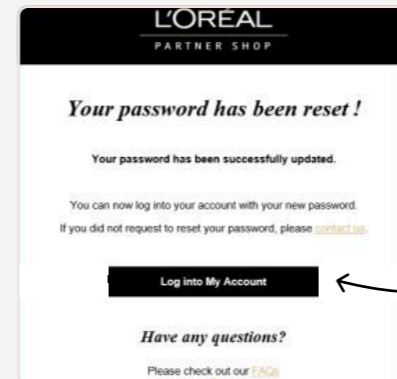 L'ORÉAL
PARTNER SHOP
Your password has been reset !
Your password has been successfully updated.
You can now log into your account with your new password.
If you did not request to reset your password, please contact us.
Log into My Account
Have any questions?
Please check out our FAQs